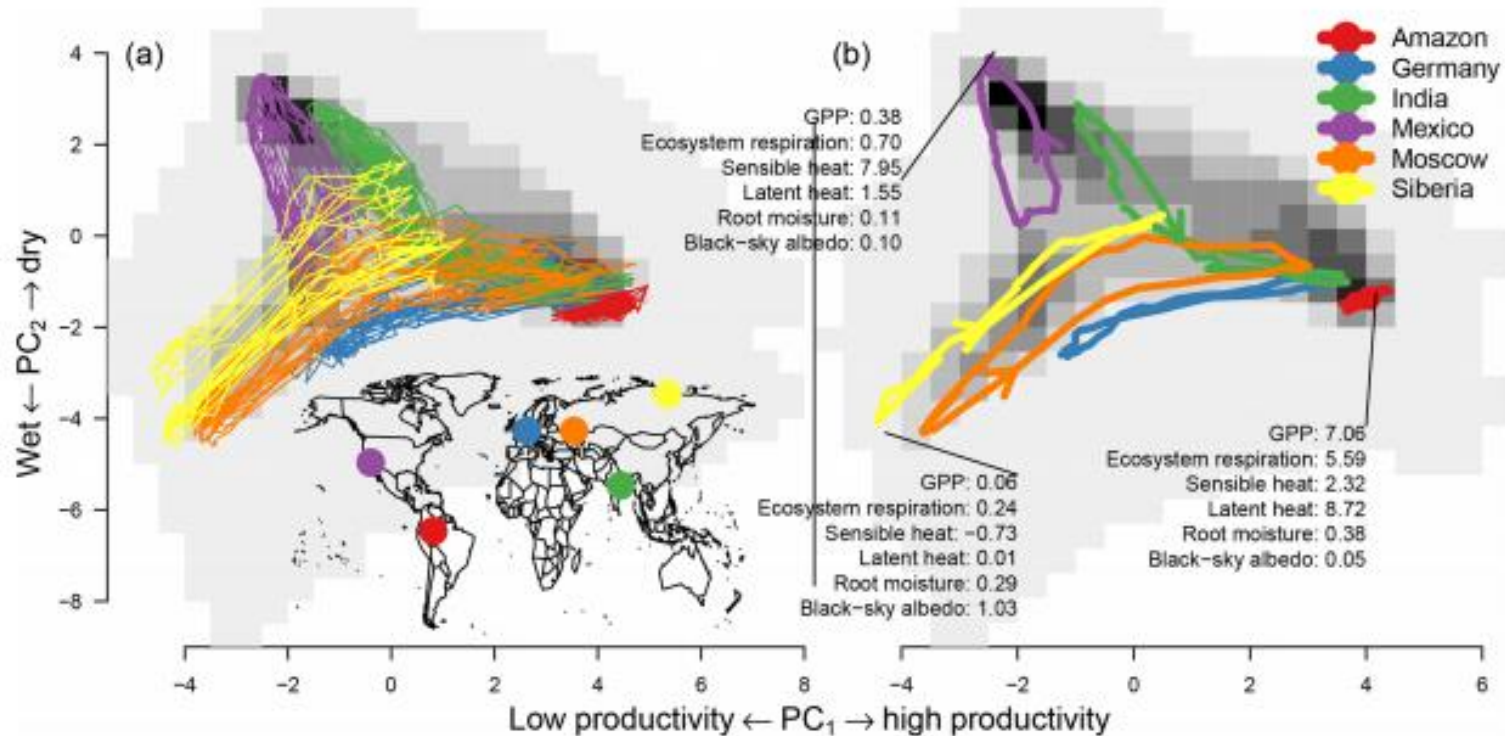 (a)
4
2
0
−2
−4
−6
−8
Wet ← PC₂ → dry
−4 −2 0 2 4 6 8
(b)
Amazon
Germany
India
Mexico
Moscow
Siberia
GPP: 0.38
Ecosystem respiration: 0.70
Sensible heat: 7.95
Latent heat: 1.55
Root moisture: 0.11
Black−sky albedo: 0.10
GPP: 0.06
Ecosystem respiration: 0.24
Sensible heat: −0.73
Latent heat: 0.01
Root moisture: 0.29
Black−sky albedo: 1.03
GPP: 7.06
Ecosystem respiration: 5.59
Sensible heat: 2.32
Latent heat: 8.72
Root moisture: 0.38
Black−sky albedo: 0.05
−4 −2 0 2 4 6
Low productivity ← PC₁ → high productivity